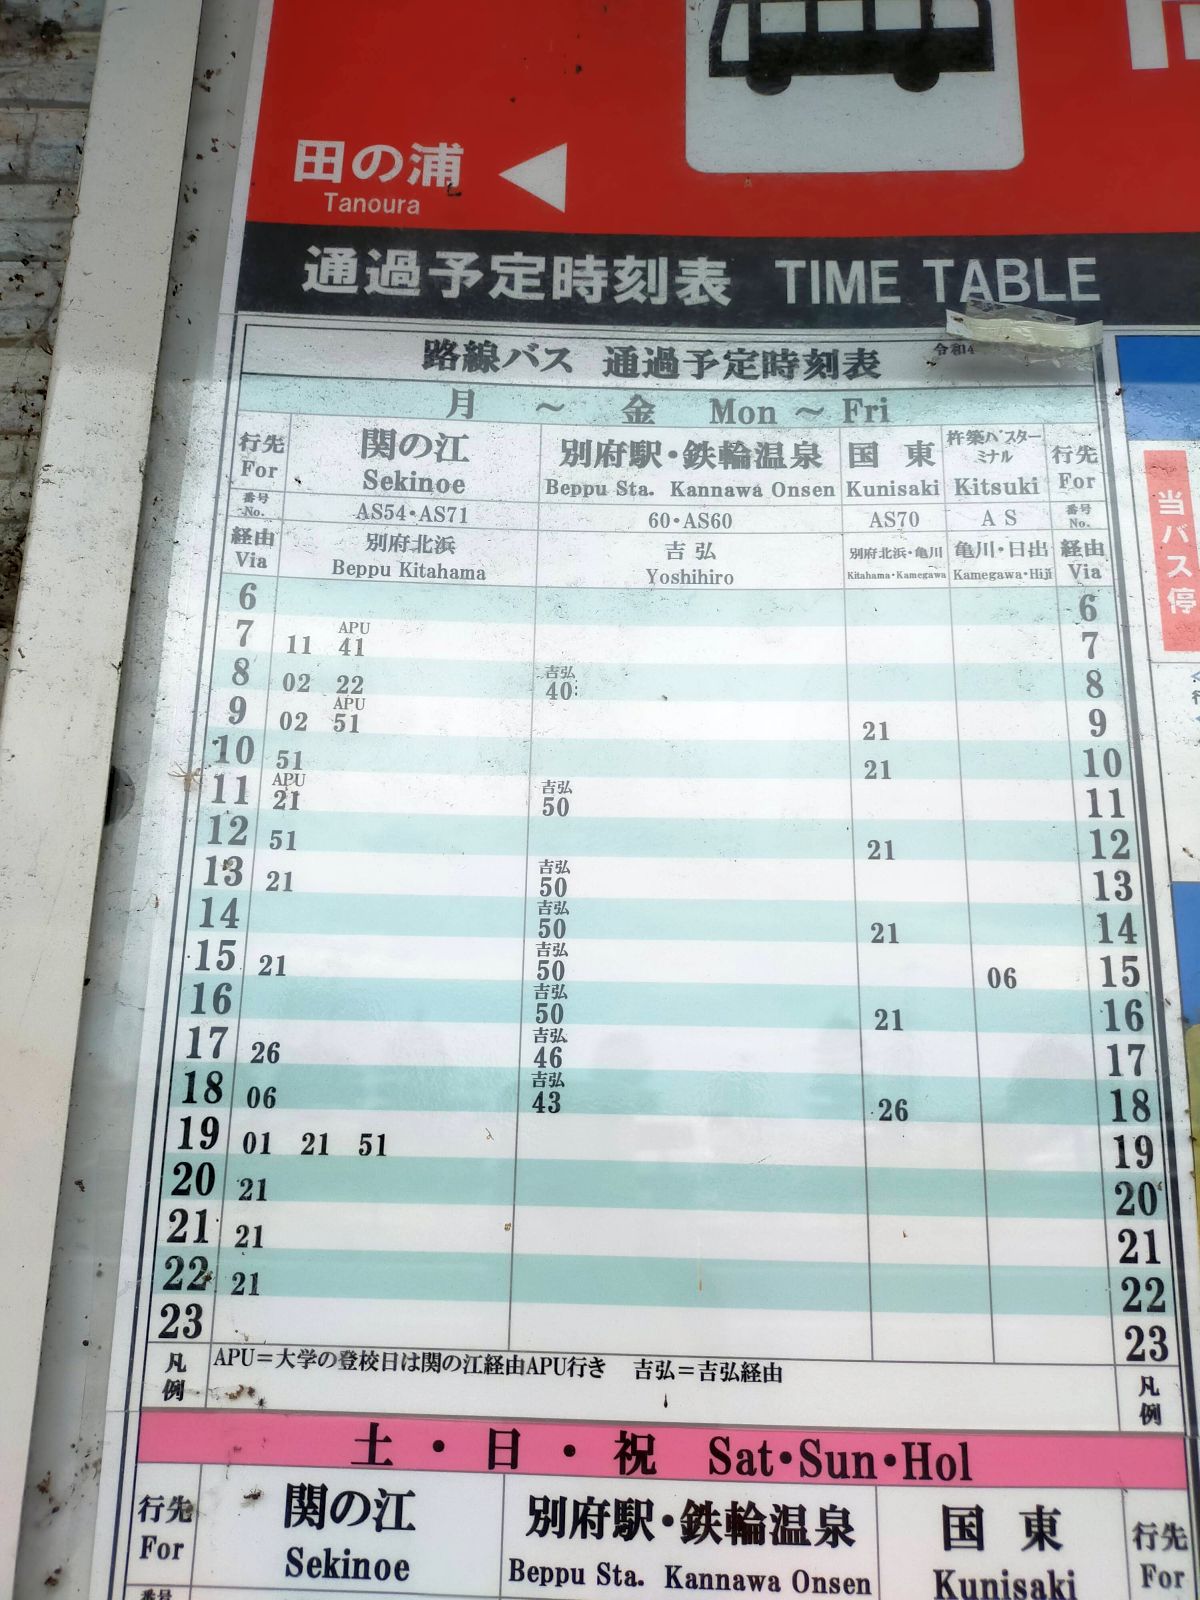 田の浦
Tanoura
通過予定時刻表 TIME TABLE
路線バス 通過予定時刻表 令和4
月 ～ 金 Mon ～ Fri
行先 For 関の江 Sekinoe 別府駅・鉄輪温泉 Beppu Sta. Kannawa Onsen 国東 Kunisaki 杵築バスターミナル Kitsuki 行先 For
番号 No. AS54・AS71 60・AS60 AS70 AS 番号 No.
経由 Via 別府北浜 Beppu Kitahama 吉弘 Yoshihiro 別府北浜・亀川 Kitahama・Kamegawa 亀川・日出 Kamegawa・Hiji 経由 Via
6 6
7 11 APU 41 7
8 02 22 吉弘 40 8
9 02 APU 51 21 9
10 51 21 10
11 APU 21 吉弘 50 11
12 51 21 12
13 21 吉弘 50 13
14 吉弘 50 21 14
15 21 吉弘 50 06 15
16 吉弘 50 21 16
17 26 吉弘 46 17
18 06 吉弘 43 26 18
19 01 21 51 19
20 21 20
21 21 21
22 21 22
23 23
凡例 APU＝大学の登校日は関の江経由APU行き 吉弘＝吉弘経由 凡例
土・日・祝 Sat・Sun・Hol
行先 For 関の江 Sekinoe 別府駅・鉄輪温泉 Beppu Sta. Kannawa Onsen 国東 Kunisaki 行先 For
番号
当バス停